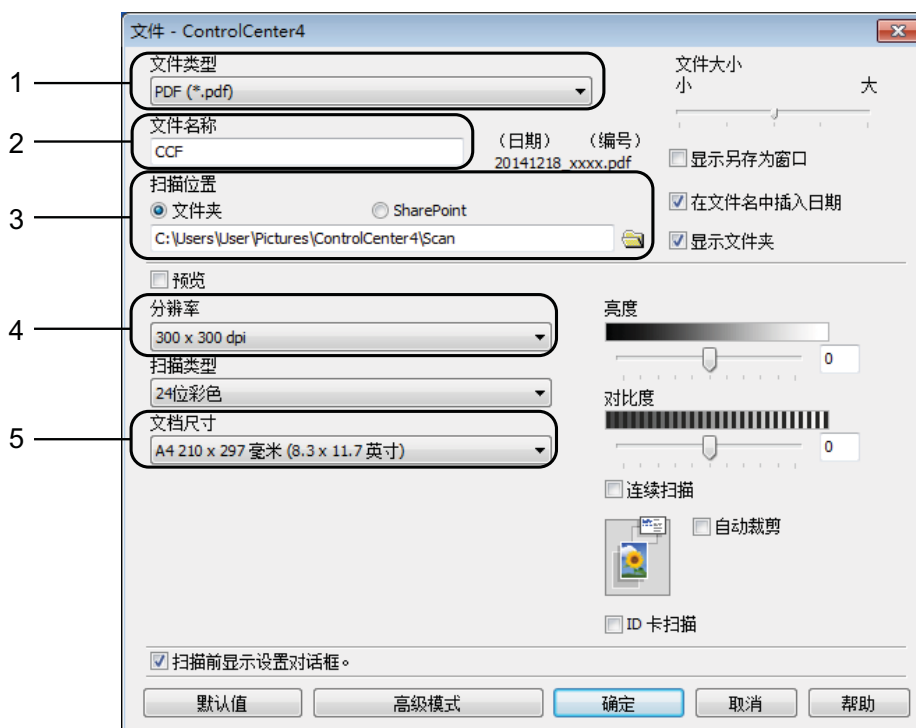 文件 - ControlCenter4
1
文件类型
PDF (*.pdf)
文件大小
小 大
2
文件名称
CCF
(日期) (编号)
20141218_xxxx.pdf
显示另存为窗口
3
扫描位置
文件夹 SharePoint
C:\Users\User\Pictures\ControlCenter4\Scan
在文件名中插入日期
显示文件夹
预览
4
分辨率
300 x 300 dpi
扫描类型
24位彩色
5
文档尺寸
A4 210 x 297 毫米 (8.3 x 11.7 英寸)
亮度
0
对比度
0
连续扫描
自动裁剪
ID 卡扫描
扫描前显示设置对话框。
默认值 高级模式 确定 取消 帮助